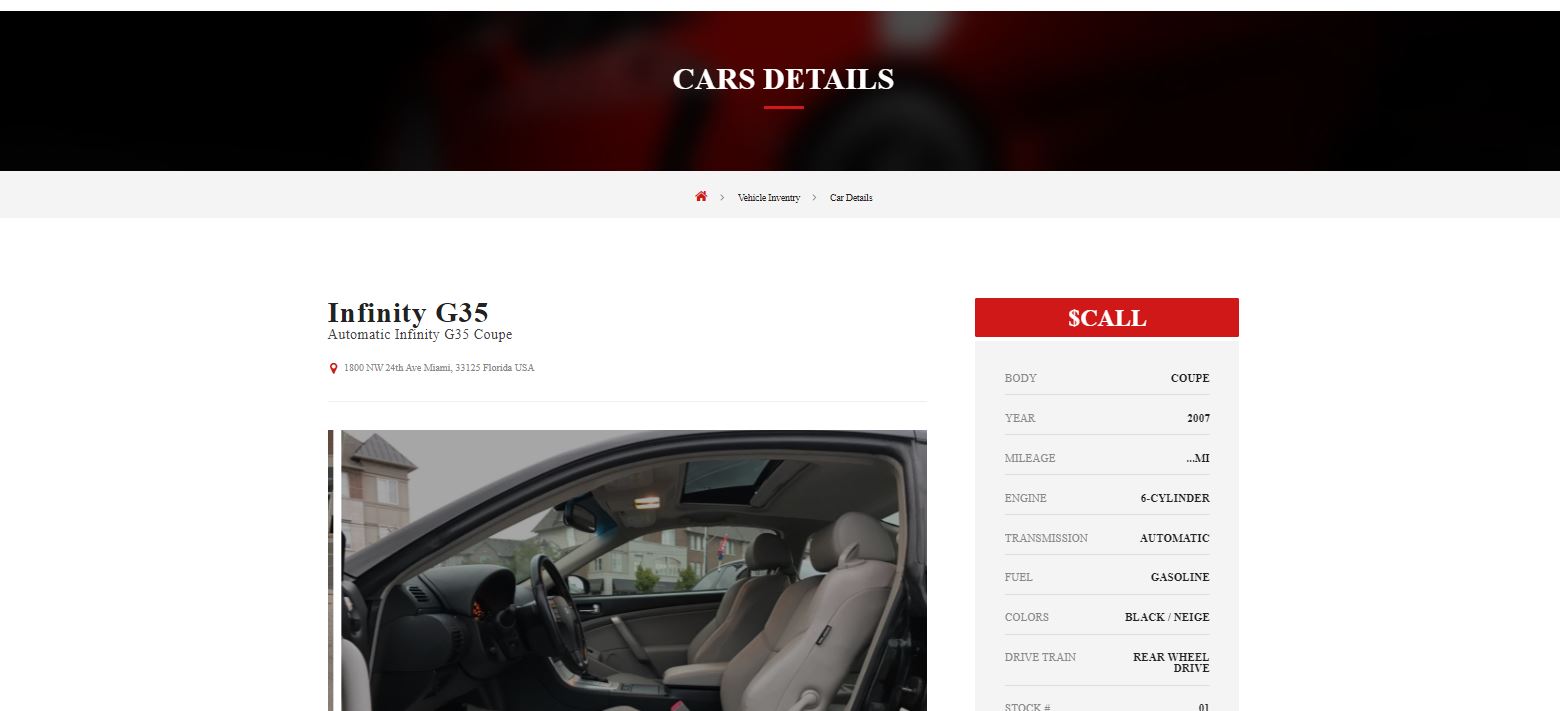 CARS DETAILS
Vehicle Inventry
Car Details
Infinity G35
Automatic Infinity G35 Coupe
1800 NW 24th Ave Miami, 33125 Florida USA
$CALL
BODY COUPE
YEAR 2007
MILEAGE ...MI
ENGINE 6-CYLINDER
TRANSMISSION AUTOMATIC
FUEL GASOLINE
COLORS BLACK / NEIGE
DRIVE TRAIN REAR WHEEL
DRIVE
STOCK # 01